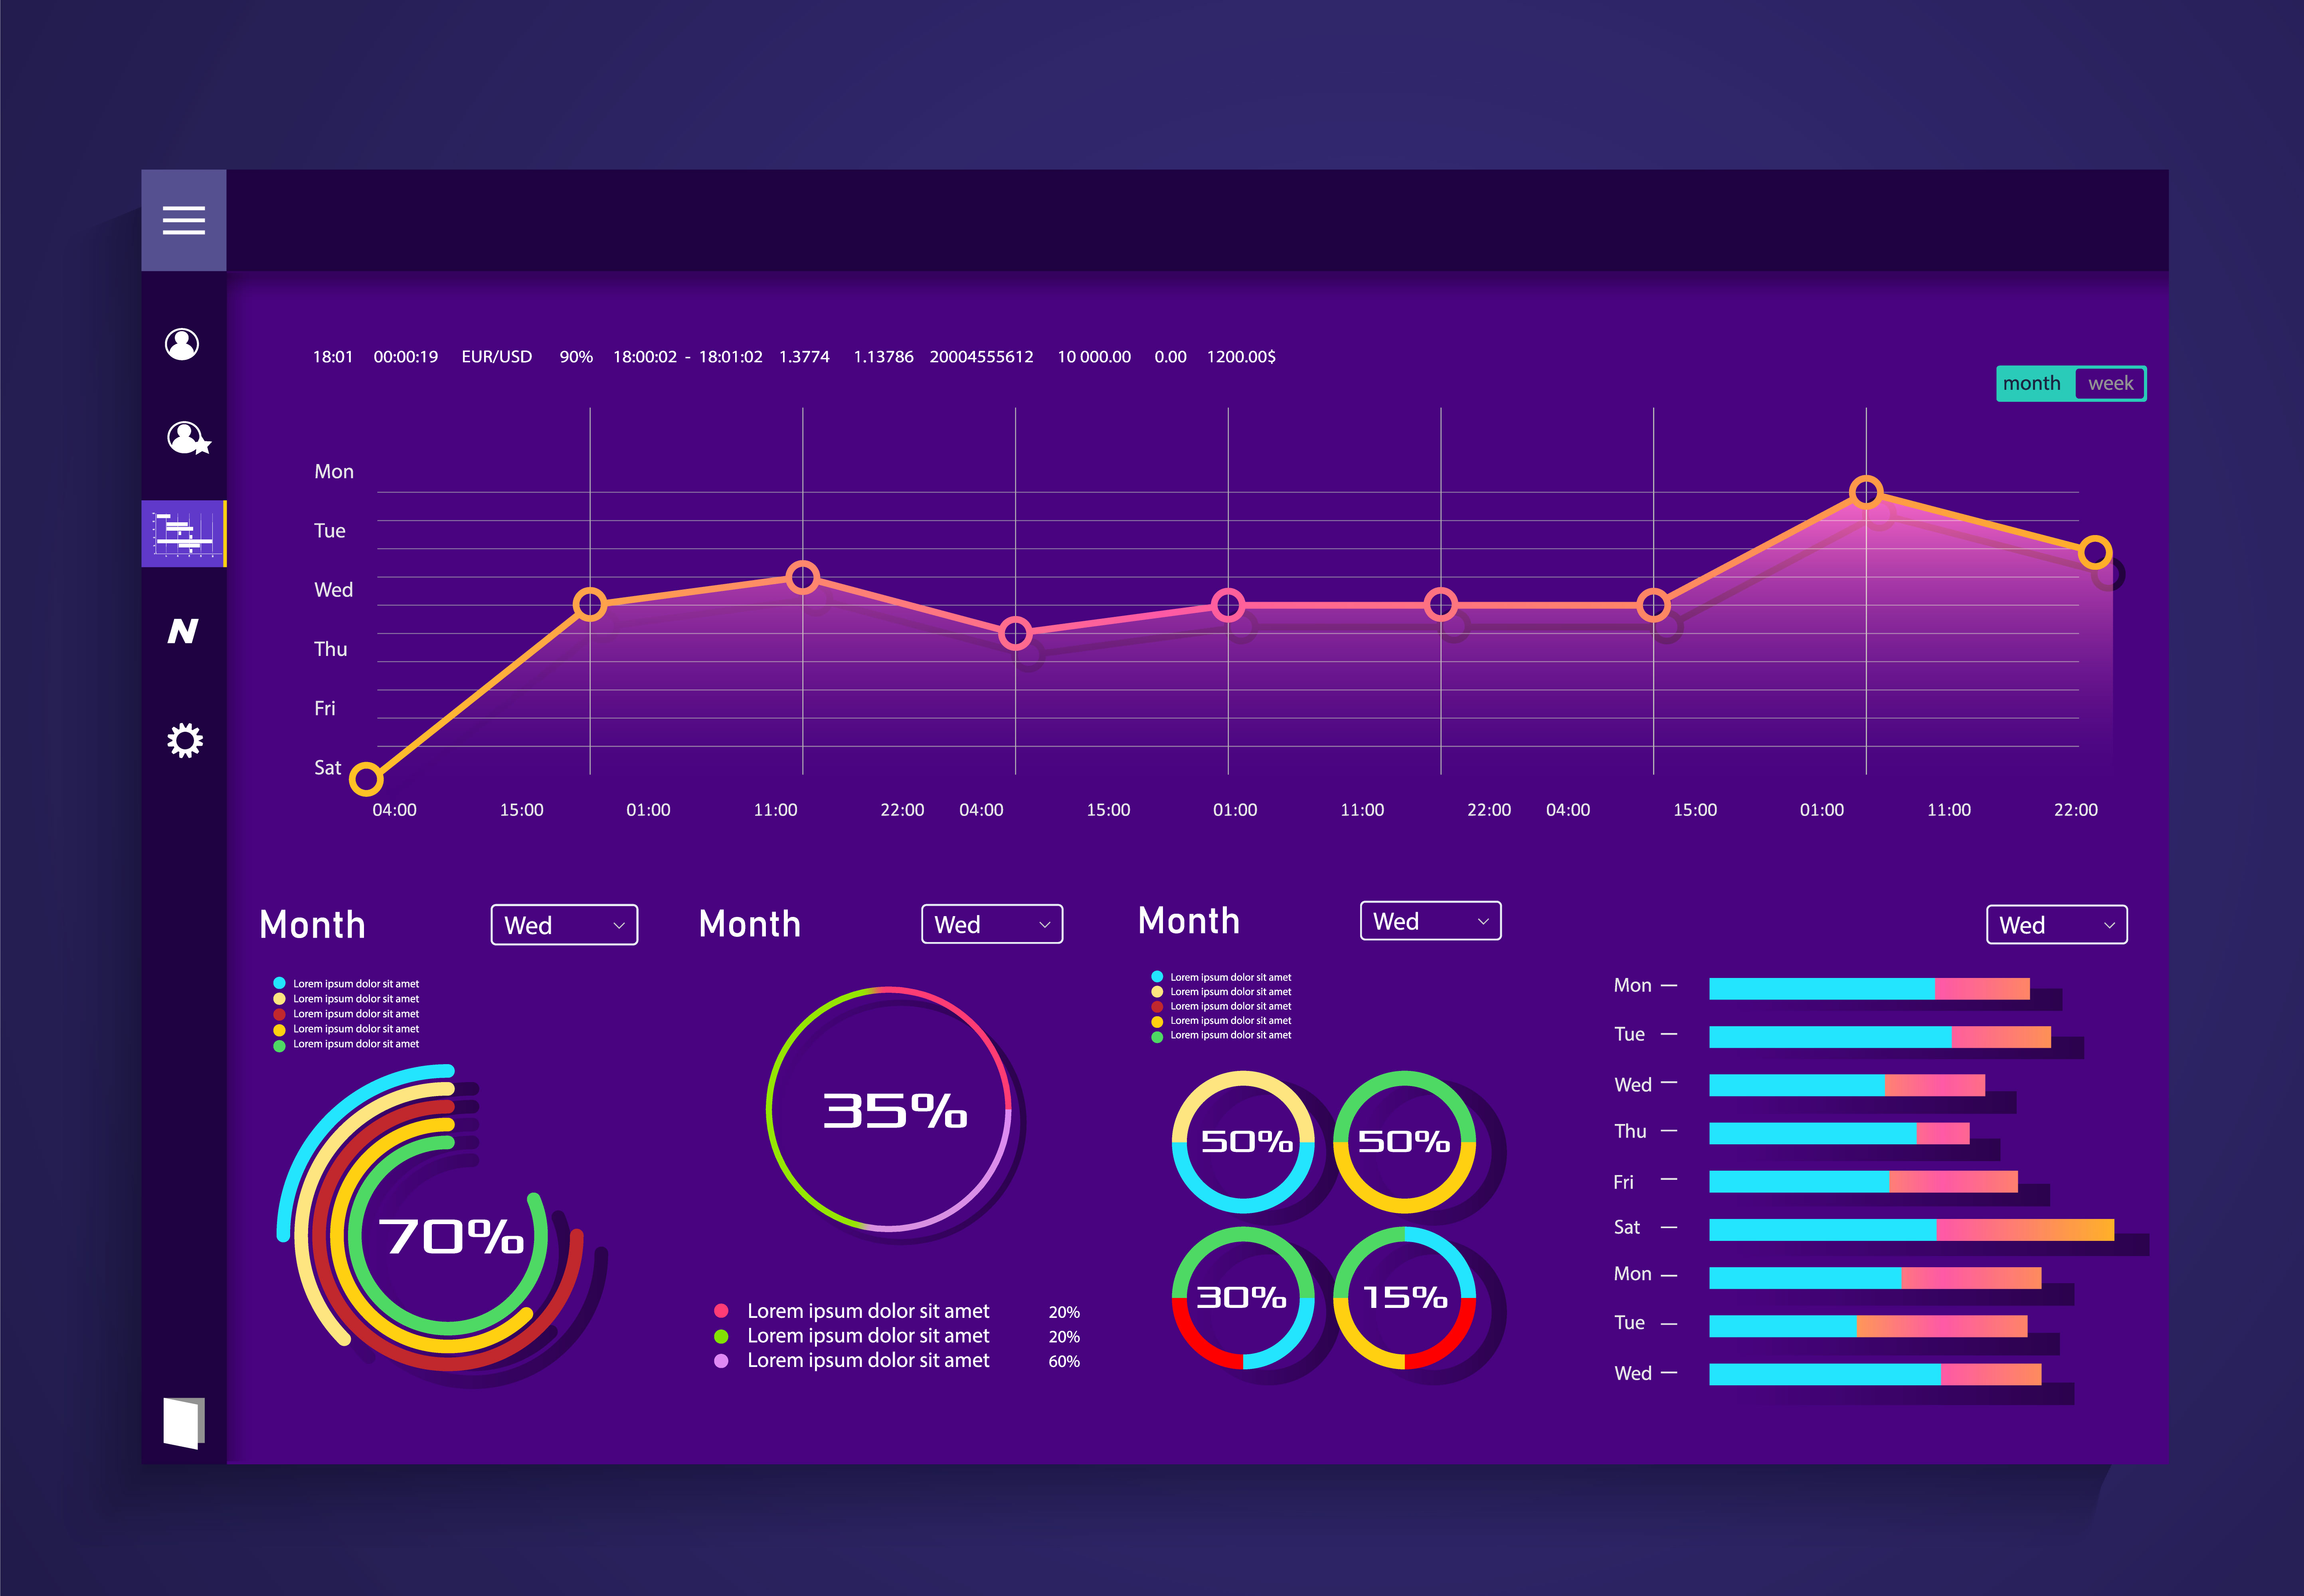 18:01 00:00:19 EUR/USD 90% 18:00:02 - 18:01:02 1.3774 1.13786 20004555612 10 000.00 0.00 1200.00$
month week
Mon
Tue
Wed
Thu
Fri
Sat
04:00 15:00 01:00 11:00 22:00 04:00 15:00 01:00 11:00 22:00 04:00 15:00 01:00 11:00 22:00
N
Month
Wed
Lorem ipsum dolor sit amet
Lorem ipsum dolor sit amet
Lorem ipsum dolor sit amet
Lorem ipsum dolor sit amet
Lorem ipsum dolor sit amet
70%
Month
Wed
35%
Lorem ipsum dolor sit amet 20%
Lorem ipsum dolor sit amet 20%
Lorem ipsum dolor sit amet 60%
Month
Wed
Lorem ipsum dolor sit amet
Lorem ipsum dolor sit amet
Lorem ipsum dolor sit amet
Lorem ipsum dolor sit amet
Lorem ipsum dolor sit amet
50% 50%
30% 15%
Wed
Mon
Tue
Wed
Thu
Fri
Sat
Mon
Tue
Wed